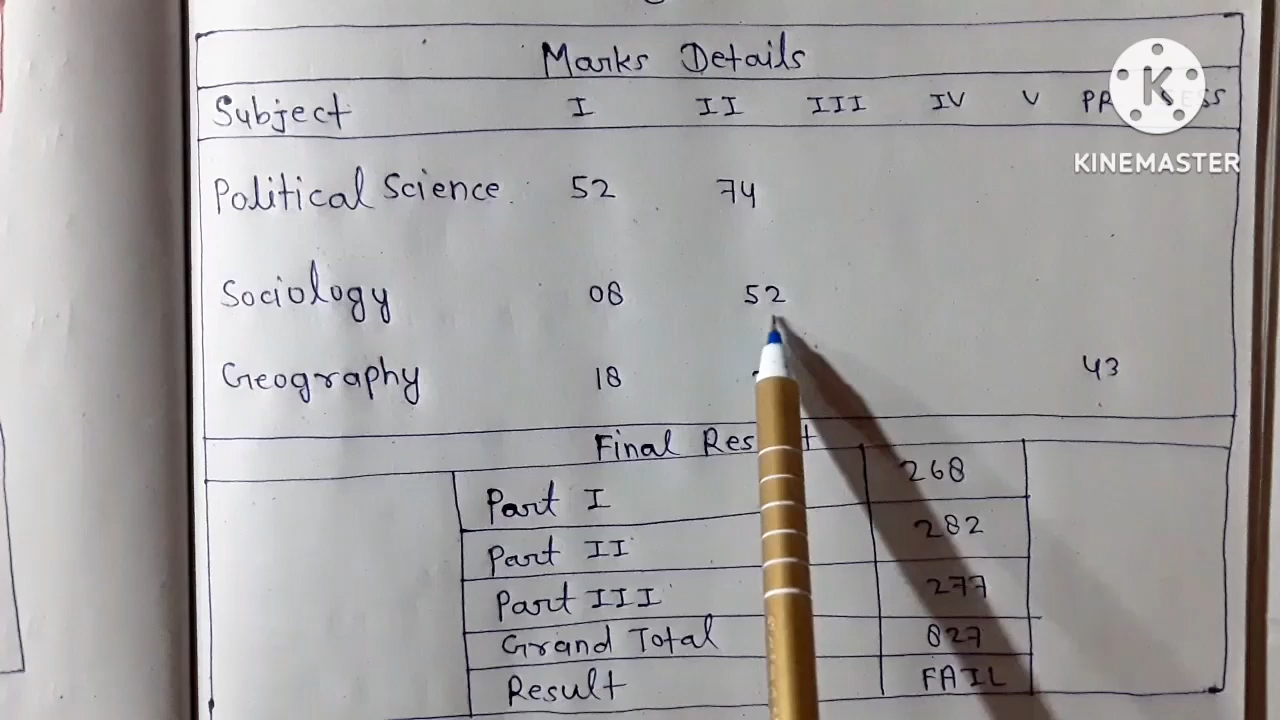 Marks Details
Subject I II III IV V
Political Science 52 74
Sociology 08 52
Geography 18 43
Final
Part I 268
Part II 282
Part III 277
Grand Total 827
Result FAIL
K
KINEMASTER